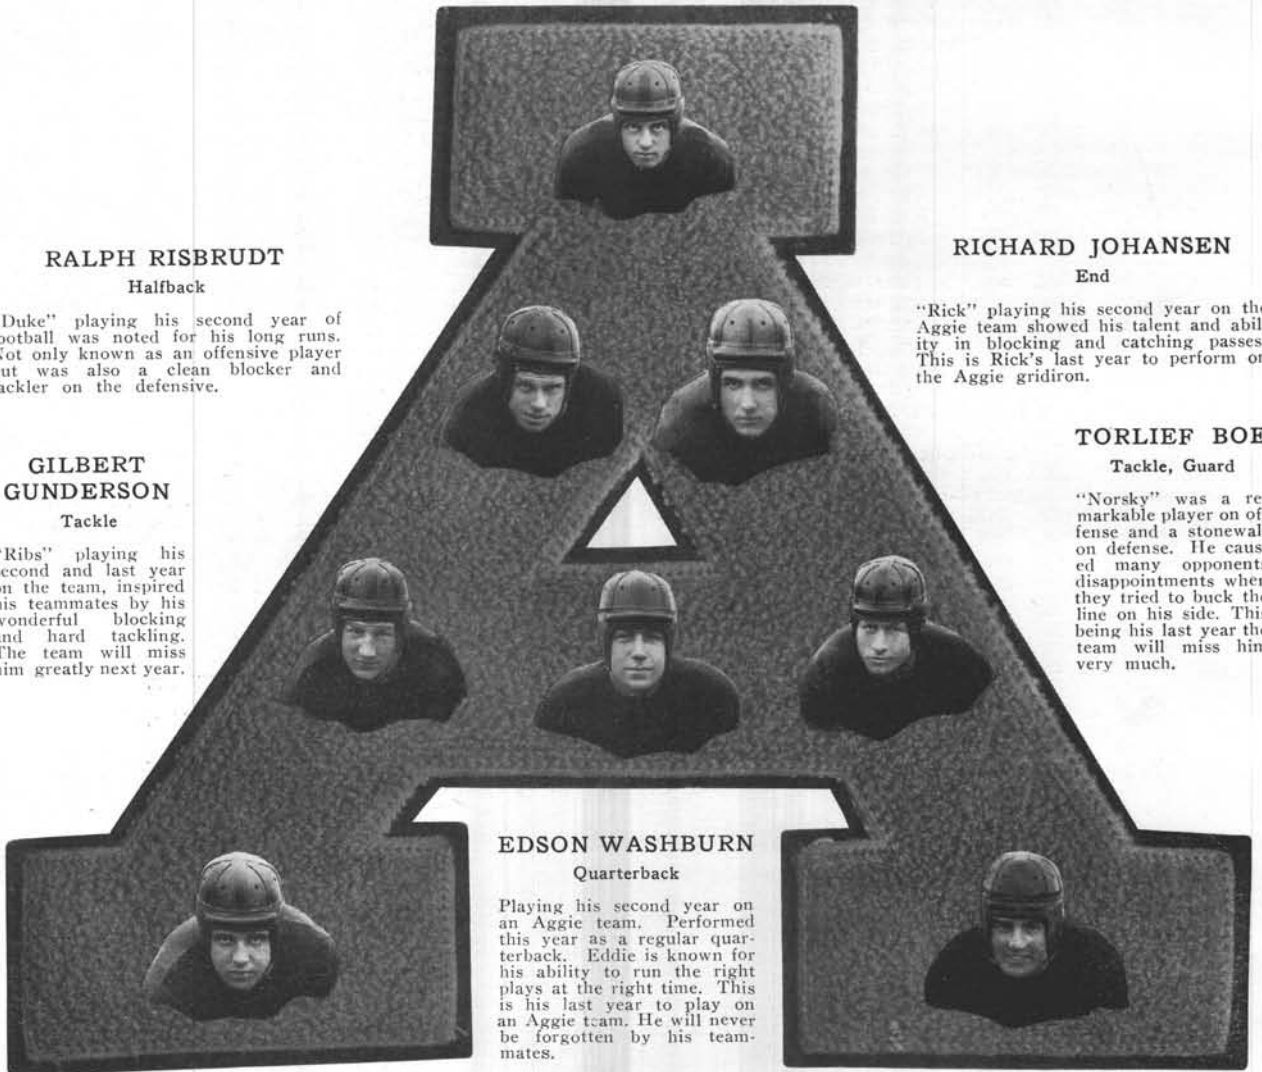 RALPH RISBRUDT
Halfback
Duke" playing his second year of
ootball was noted for his long runs.
Not only known as an offensive player
ut was also a clean blocker and
ackler on the defensive.
GILBERT
GUNDERSON
Tackle
"Ribs" playing his
econd and last year
on the team, inspired
his teammates by his
wonderful blocking
and hard tackling.
The team will miss
him greatly next year.
EDSON WASHBURN
Quarterback
Playing his second year on
an Aggie team. Performed
this year as a regular quar-
terback. Eddie is known for
his ability to run the right
plays at the right time. This
is his last year to play on
an Aggie team. He will never
be forgotten by his team-
mates.
RICHARD JOHANSEN
End
"Rick" playing his second year on the
Aggie team showed his talent and abil-
ity in blocking and catching passes.
This is Rick's last year to perform on
the Aggie gridiron.
TORLIEF BOE
Tackle, Guard
"Norsky" was a re-
markable player on of-
fense and a stonewall
on defense. He caus-
ed many opponents
disappointments when
they tried to buck the
line on his side. This
being his last year the
team will miss him
very much.